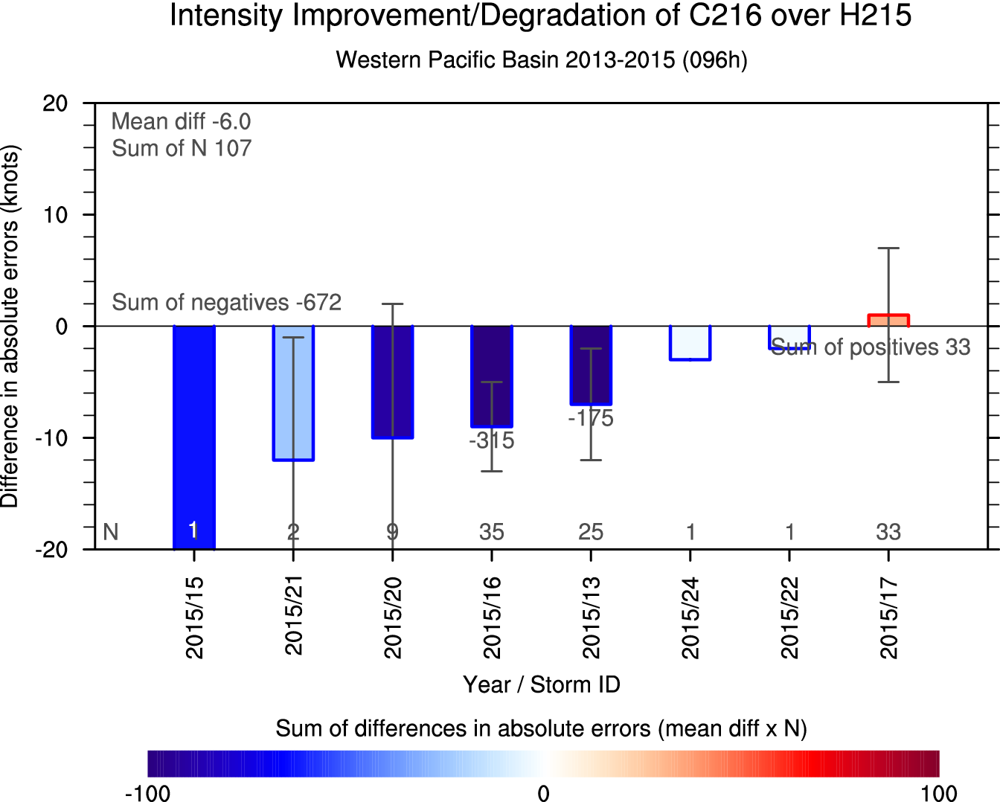 Intensity Improvement/Degradation of C216 over H215
Western Pacific Basin 2013-2015 (096h)
Difference in absolute errors (knots)
20
10
0
-10
-20
Mean diff -6.0
Sum of N 107
Sum of negatives -672
Sum of positives 33
-315
-175
N
1
2
9
35
25
1
1
33
2015/15
2015/21
2015/20
2015/16
2015/13
2015/24
2015/22
2015/17
Year / Storm ID
Sum of differences in absolute errors (mean diff x N)
-100
0
100